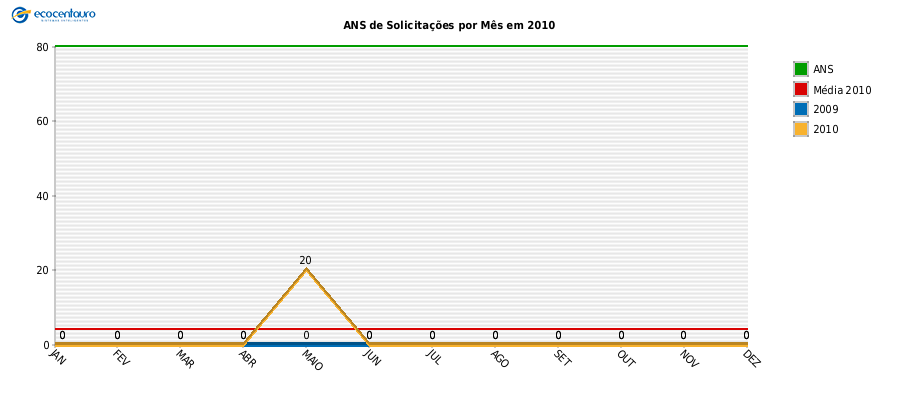 ecocentauro
ANS de Solicitações por Mês em 2010
80
60
40
20
0
20
0 0 0 0 0 0 0 0 0 0 0 0
JAN FEV MAR ABR MAIO JUN JUL AGO SET OUT NOV DEZ
ANS
Média 2010
2009
2010